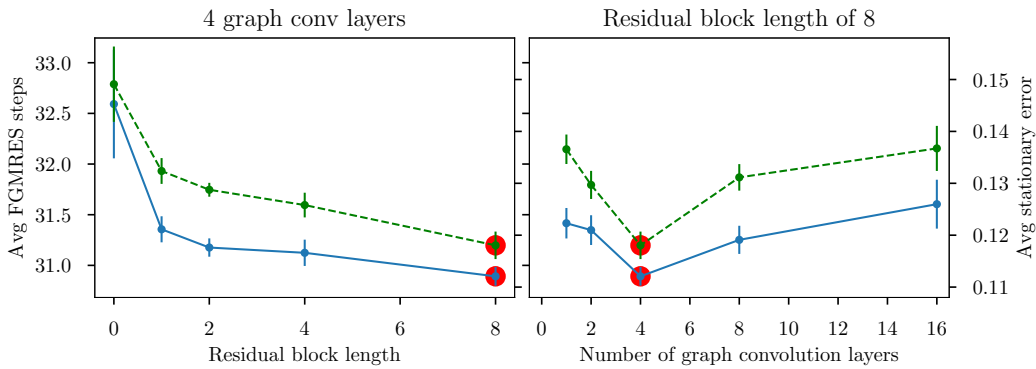 4 graph conv layers
Residual block length of 8
Avg FGMRES steps
33.0
32.5
32.0
31.5
31.0
0.15
0.14
0.13
0.12
0.11
Avg stationary error
0 2 4 6 8
0 2 4 6 8 10 12 14 16
Residual block length
Number of graph convolution layers